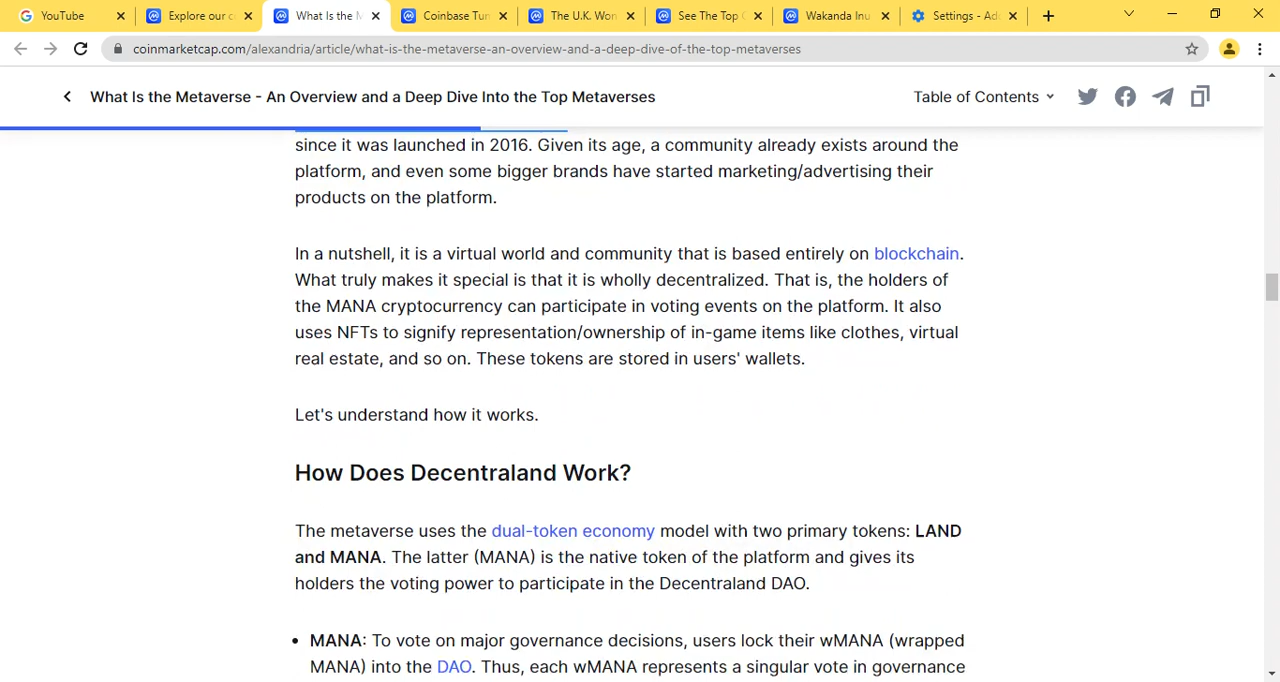 YouTube
Explore our c
What Is the M
Coinbase Tur
The U.K. Won
See The Top C
Wakanda Inu
Settings - Ad
coinmarketcap.com/alexandria/article/what-is-the-metaverse-an-overview-and-a-deep-dive-of-the-top-metaverses
What Is the Metaverse - An Overview and a Deep Dive Into the Top Metaverses
Table of Contents
since it was launched in 2016. Given its age, a community already exists around the
platform, and even some bigger brands have started marketing/advertising their
products on the platform.
In a nutshell, it is a virtual world and community that is based entirely on blockchain.
What truly makes it special is that it is wholly decentralized. That is, the holders of
the MANA cryptocurrency can participate in voting events on the platform. It also
uses NFTs to signify representation/ownership of in-game items like clothes, virtual
real estate, and so on. These tokens are stored in users' wallets.
Let's understand how it works.
How Does Decentraland Work?
The metaverse uses the dual-token economy model with two primary tokens: LAND
and MANA. The latter (MANA) is the native token of the platform and gives its
holders the voting power to participate in the Decentraland DAO.
• MANA: To vote on major governance decisions, users lock their wMANA (wrapped
MANA) into the DAO. Thus, each wMANA represents a singular vote in governance